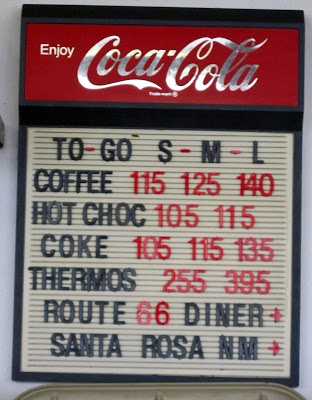 Enjoy Coca-Cola
Trade-mark ®
TO-GO S-M-L
COFFEE 115 125 140
HOT CHOC 105 115
COKE 105 115 135
THERMOS 255 395
ROUTE 66 DINER→
SANTA ROSA NM→